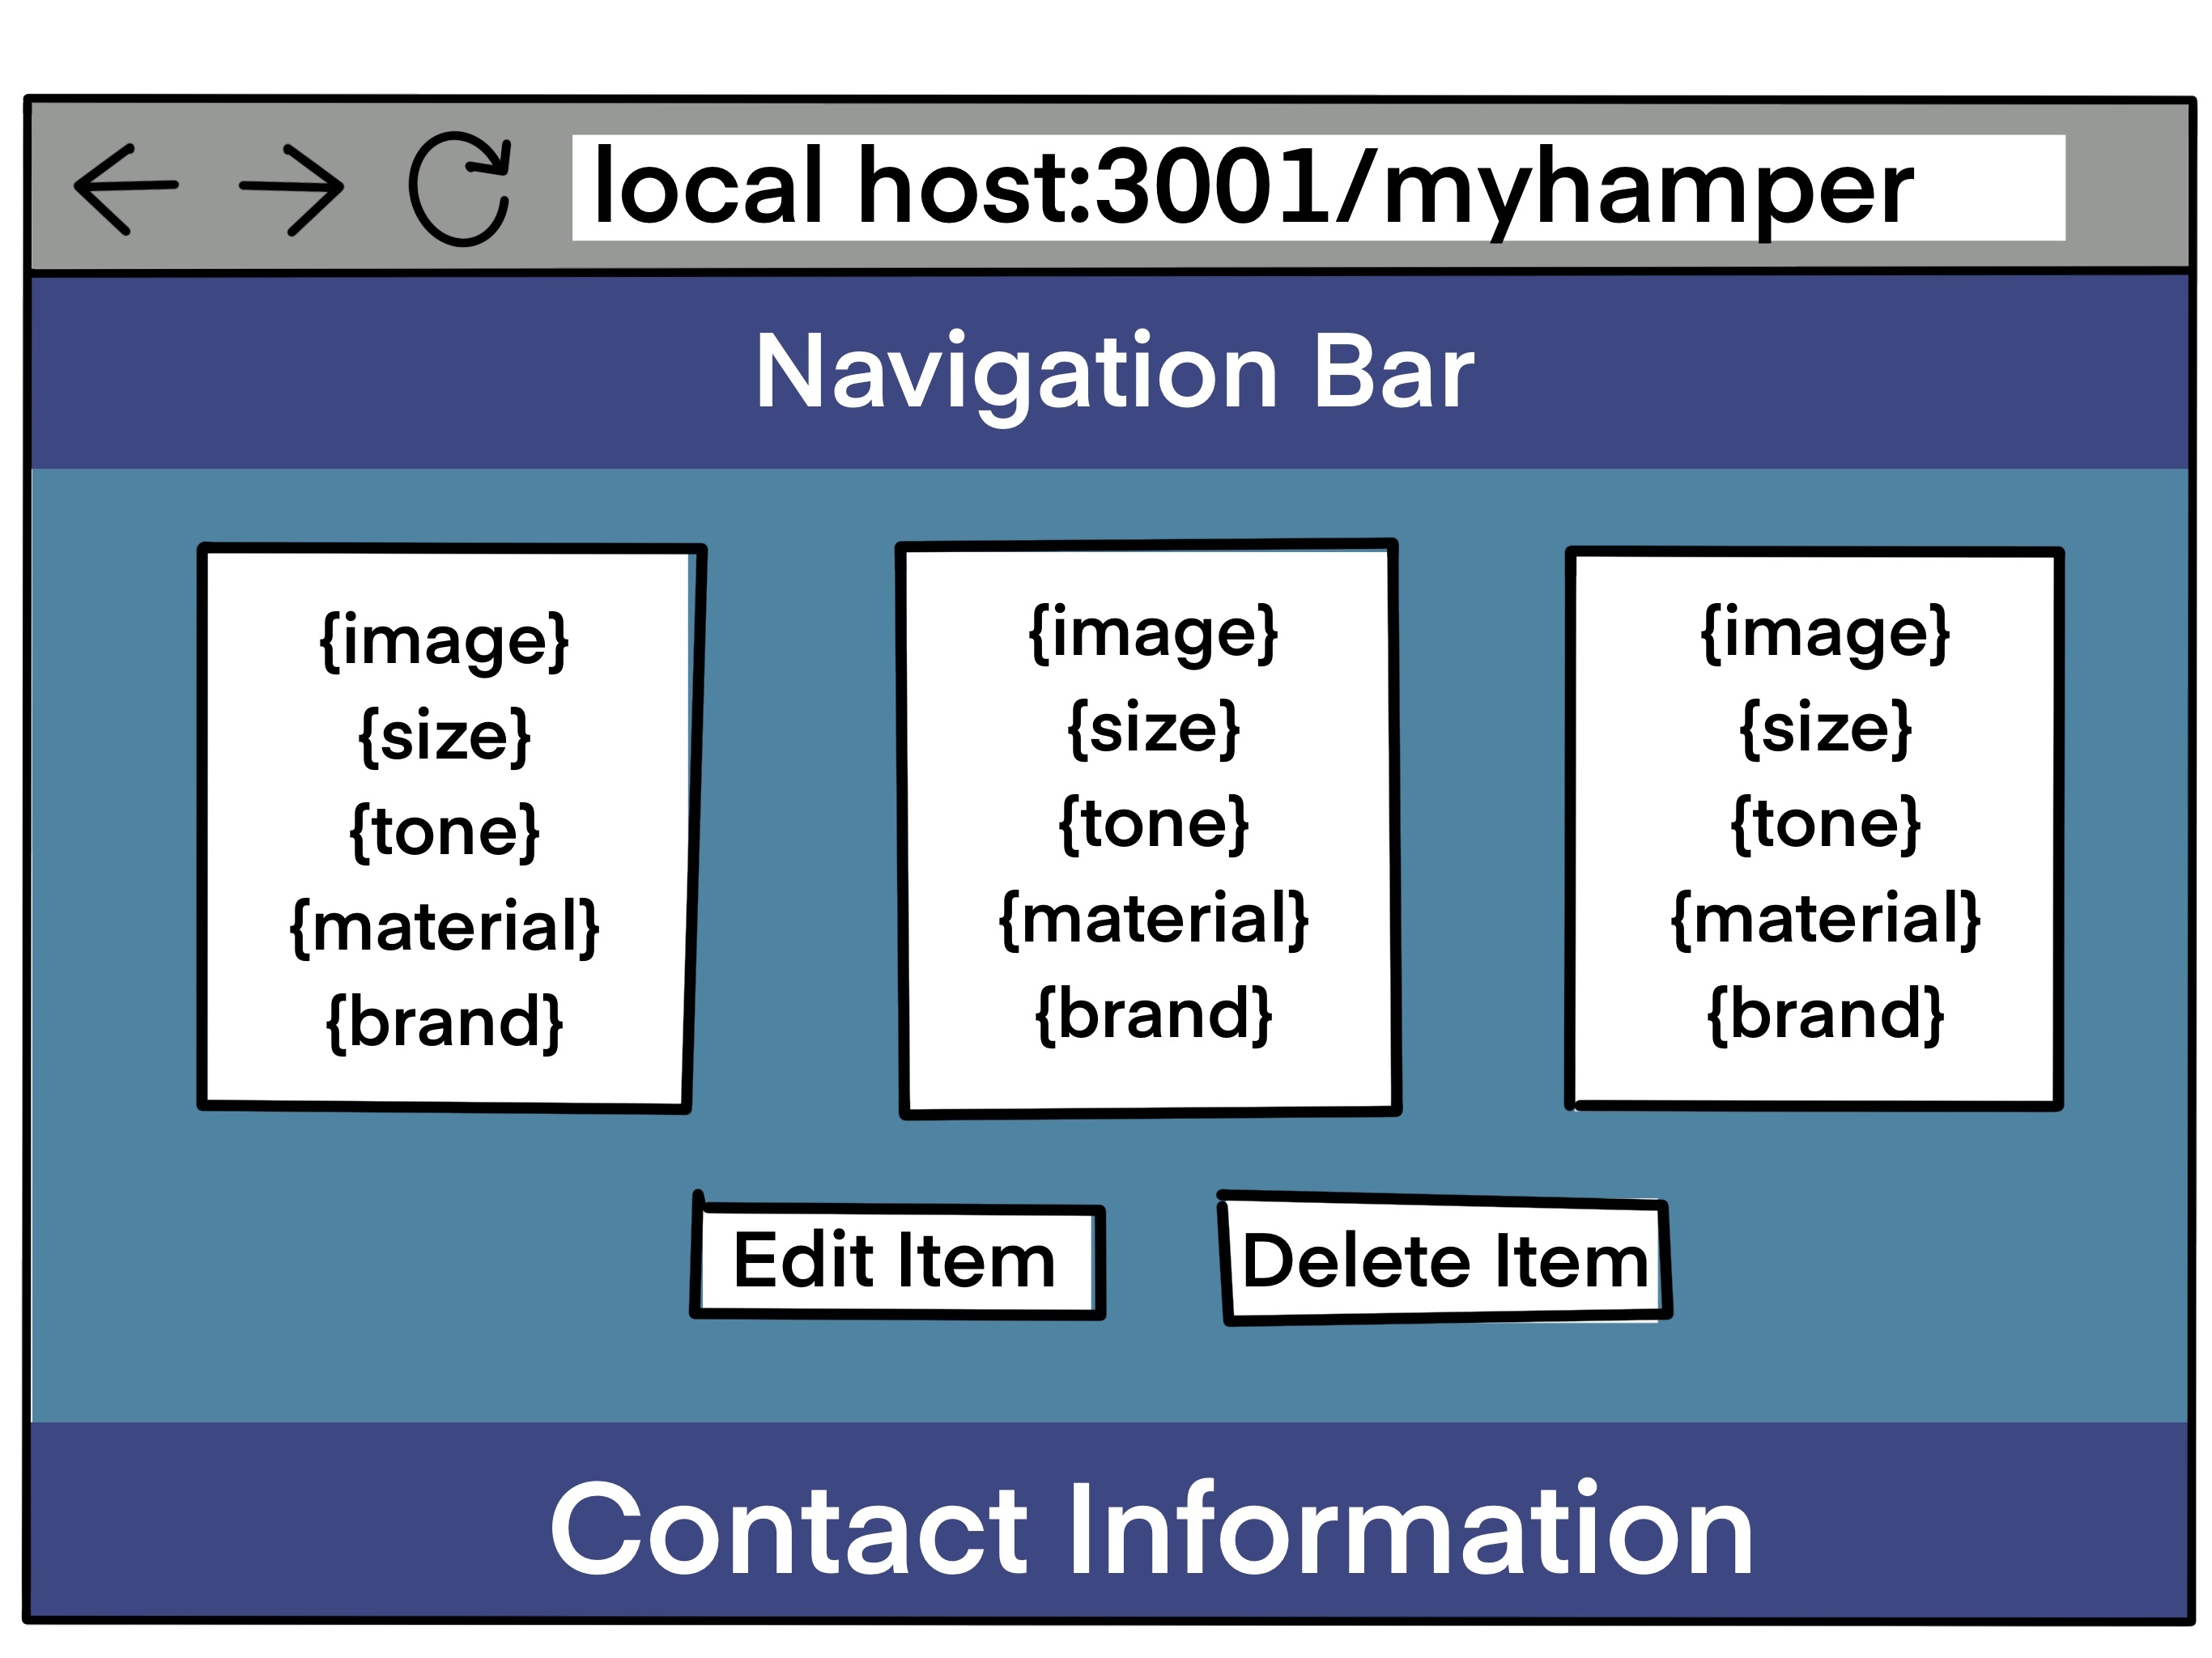 local host:3001/myhamper
Navigation Bar
{image}
{size}
{tone}
{material}
{brand}
{image}
{size}
{tone}
{material}
{brand}
{image}
{size}
{tone}
{material}
{brand}
Edit Item
Delete Item
Contact Information